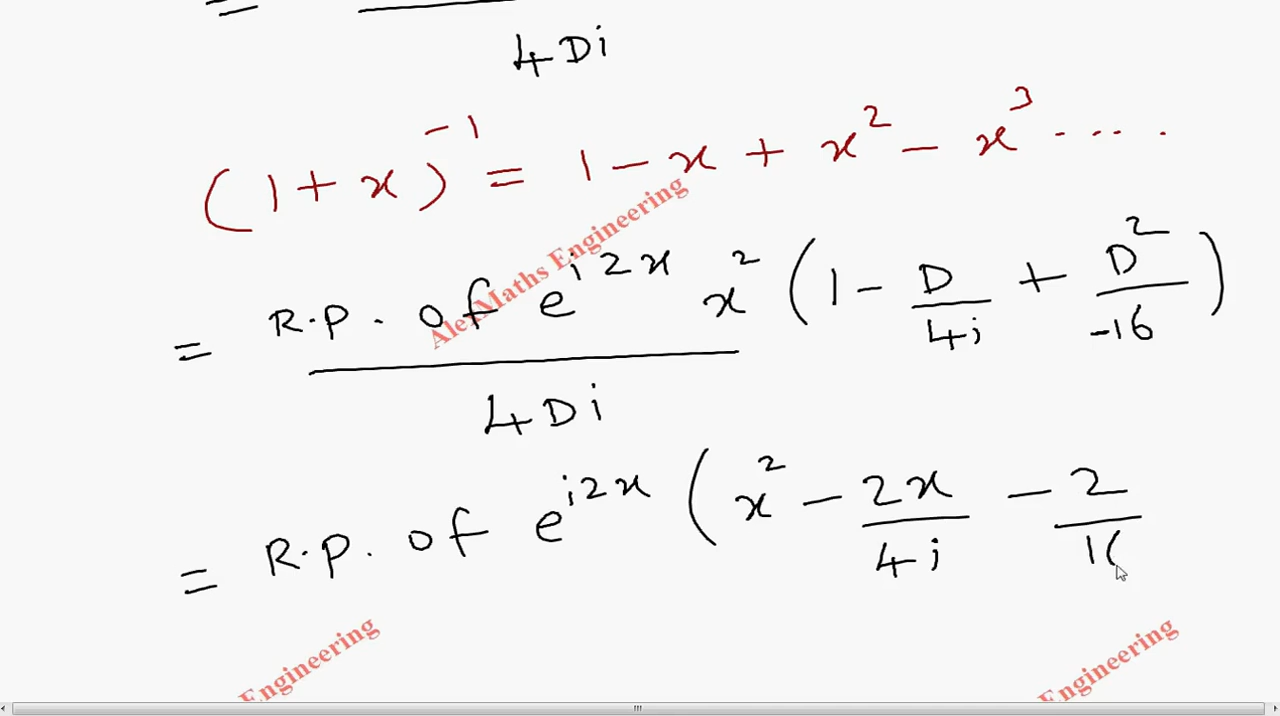 =
4Di
(1+x)^-1 = 1 - x + x^2 - x^3 .....
= R.P. of e^i2x x^2 (1 - D/4i + D^2/-16)
4Di
= R.P. of e^i2x (x^2 - 2x/4i - 2/16
Alex Maths Engineering
Engineering
Engineering